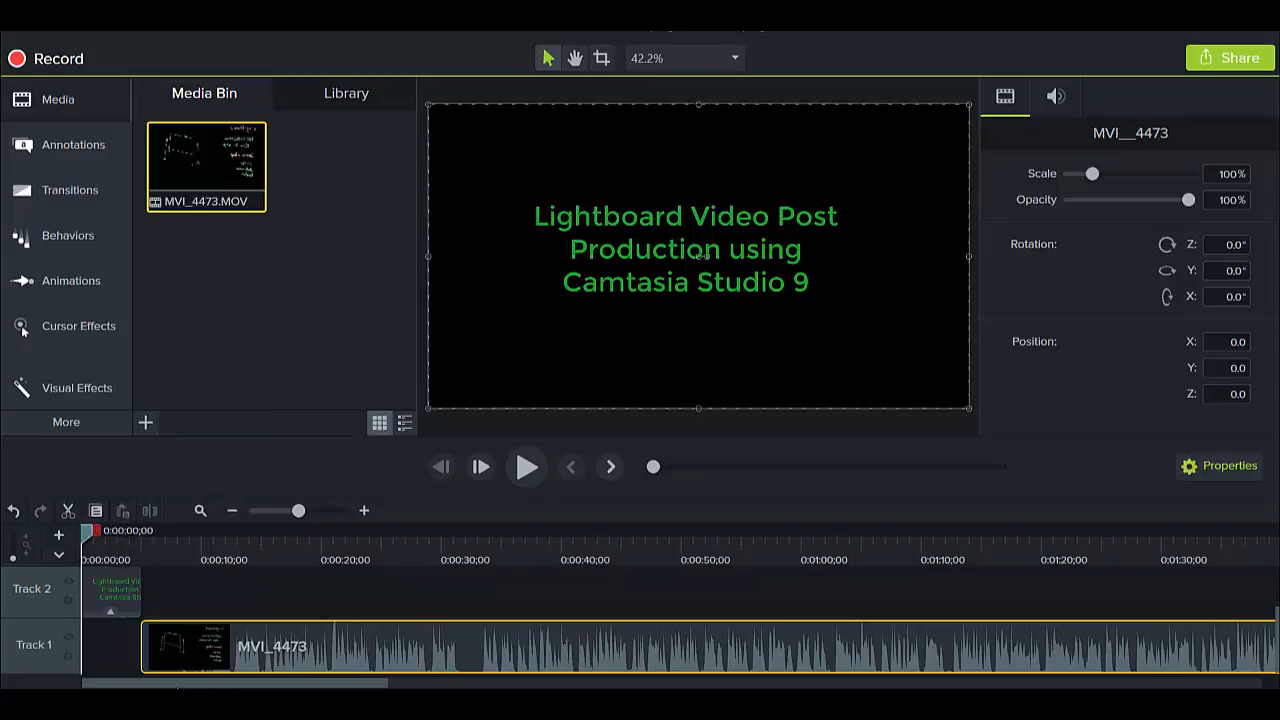 Record
42.2%
Share
Media
Media Bin
Library
Annotations
MVI__4473
Transitions
Scale
100%
Opacity
100%
MVI_4473.MOV
Lightboard Video Post
Production using
Camtasia Studio 9
Behaviors
Rotation:
Z:
0.0°
Y:
0.0°
Animations
X:
0.0°
Cursor Effects
Position:
X:
0.0
Y:
0.0
Visual Effects
Z:
0.0
More
Properties
0:00:00;00
0:00:00;00
0:00:10;00
0:00:20;00
0:00:30;00
0:00:40;00
0:00:50;00
0:01:00;00
0:01:10;00
0:01:20;00
0:01:30;00
Track 2
Lightboard Vi
Production
Camtasia St
Track 1
MVI_4473